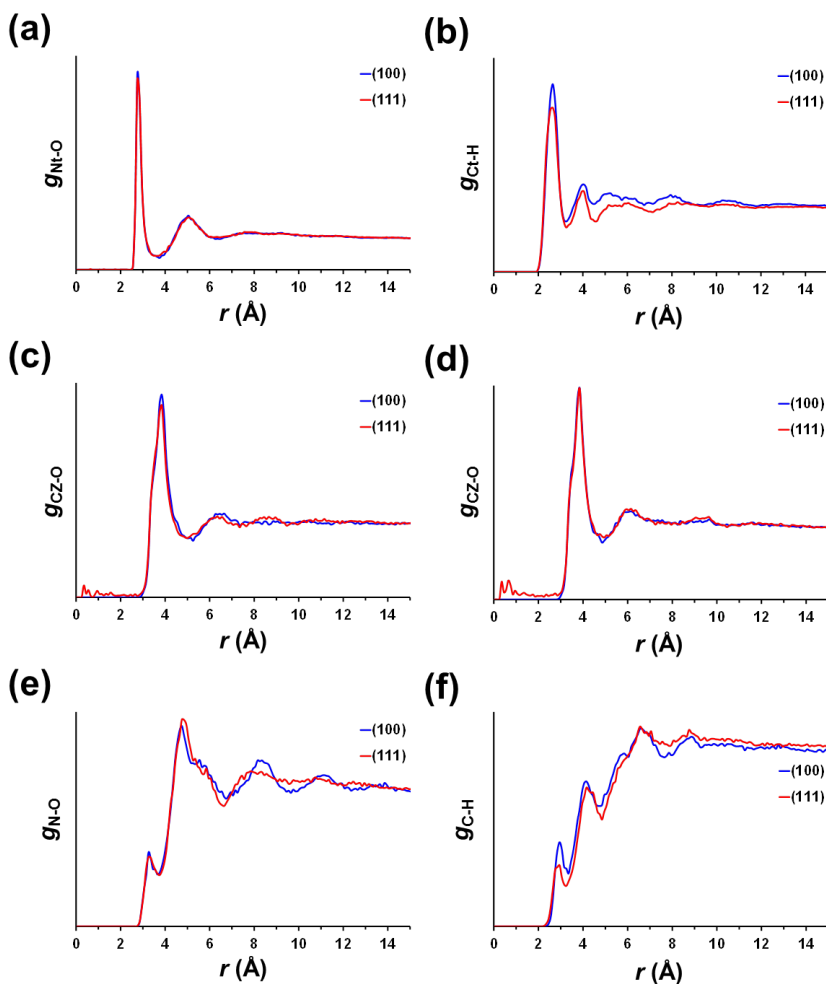 (a)
(100)
(111)
gNt-O
0 2 4 6 8 10 12 14
r (Å)
(b)
(100)
(111)
gCt-H
0 2 4 6 8 10 12 14
r (Å)
(c)
(100)
(111)
gCZ-O
0 2 4 6 8 10 12 14
r (Å)
(d)
(100)
(111)
gCZ-O
0 2 4 6 8 10 12 14
r (Å)
(e)
(100)
(111)
gN-O
0 2 4 6 8 10 12 14
r (Å)
(f)
(100)
(111)
gC-H
0 2 4 6 8 10 12 14
r (Å)